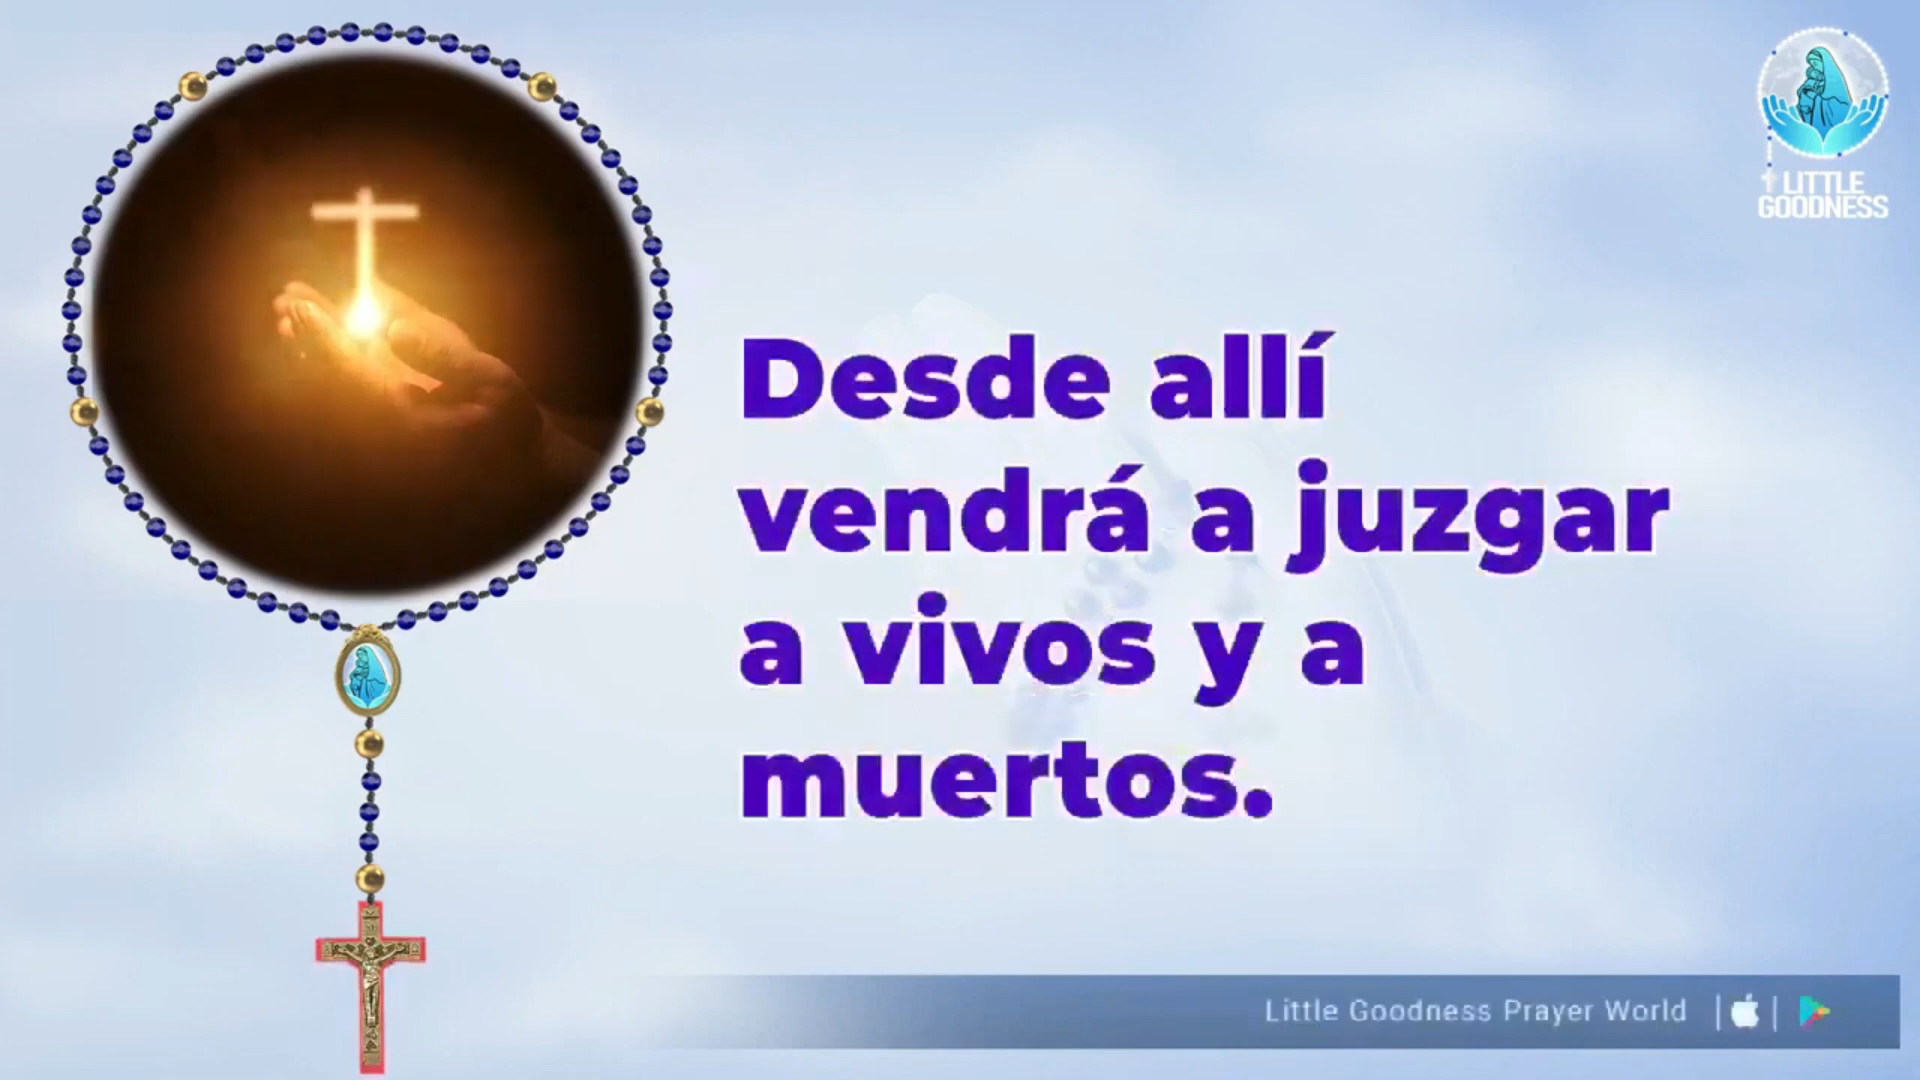 LITTLE
GOODNESS
Desde allí
vendrá a juzgar
a vivos y a
muertos.
Little Goodness Prayer World